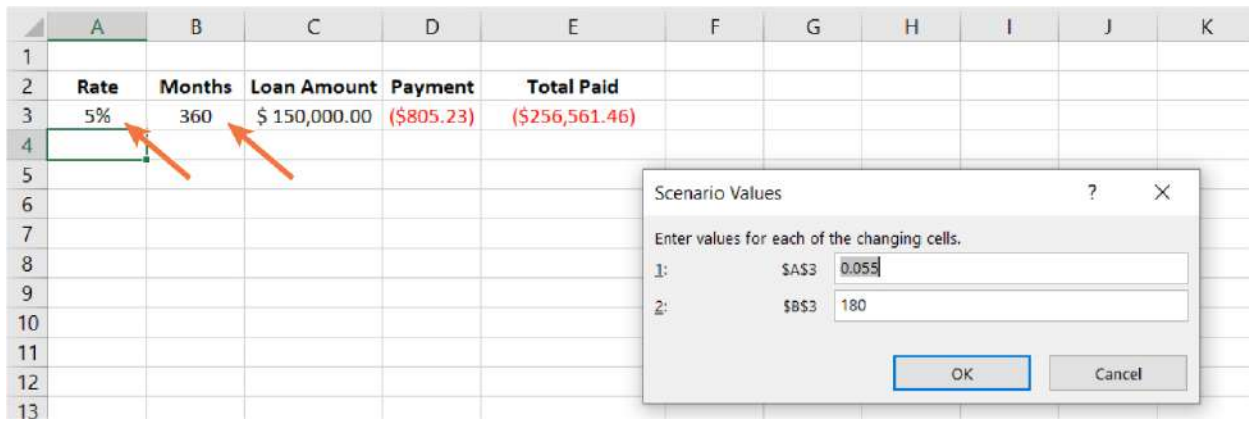 A B C D E F G H I J K
1
2 Rate Months Loan Amount Payment Total Paid
3 5% 360 $ 150,000.00 ($805.23) ($256,561.46)
4
5
6
7
8
9
10
11
12
13
Scenario Values ? ×
Enter values for each of the changing cells.
1: $A$3 0.055
2: $B$3 180
OK Cancel